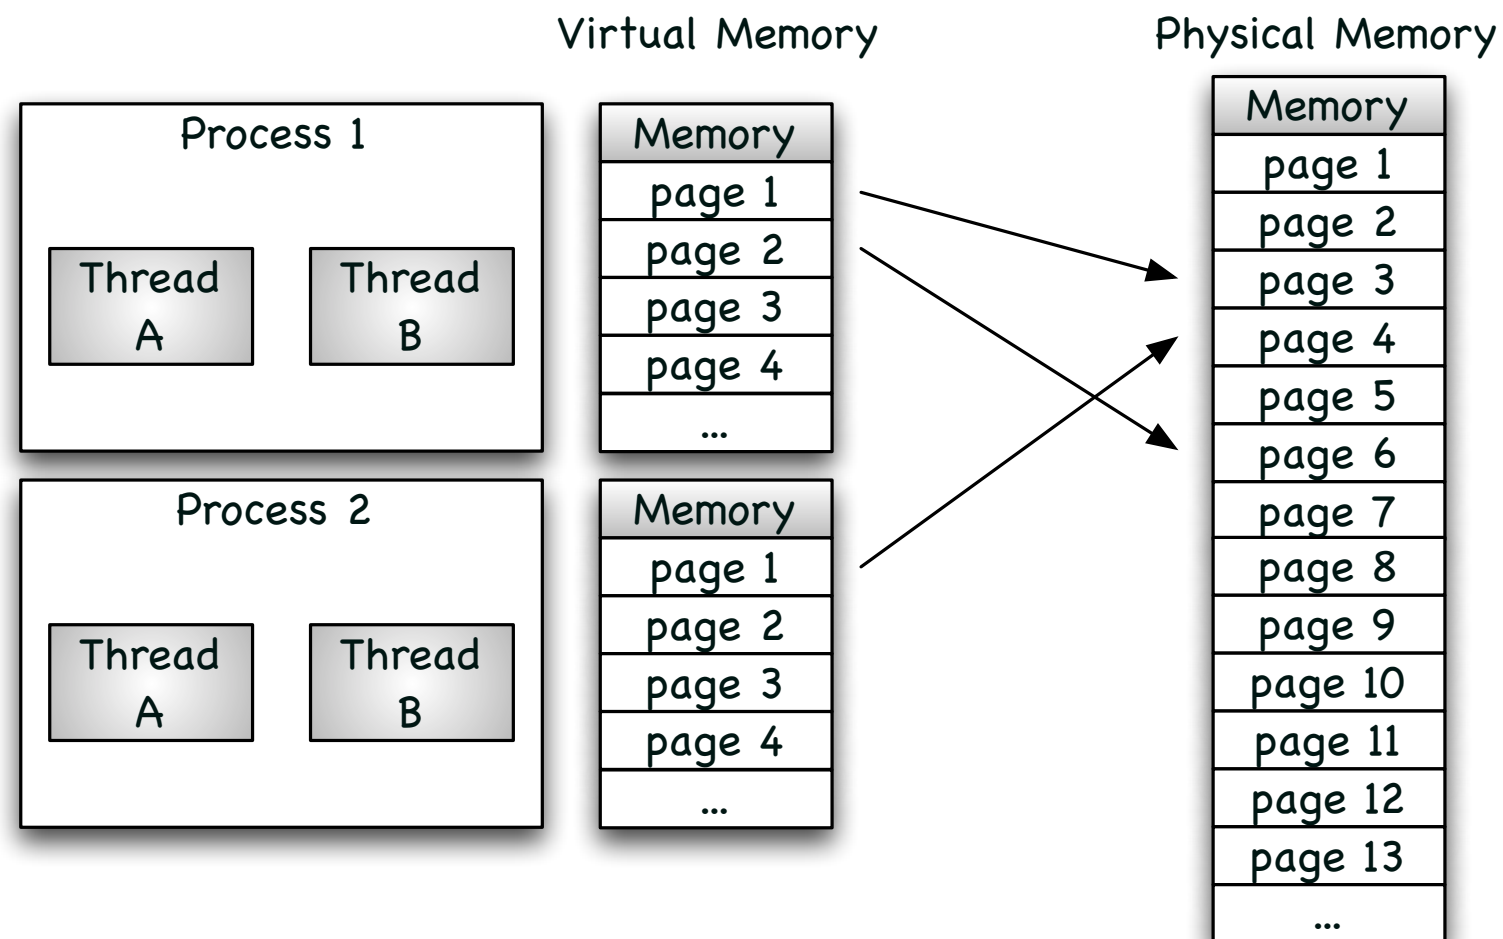 Virtual Memory
Physical Memory
Process 1
Thread
A
Thread
B
Memory
page 1
page 2
page 3
page 4
...
Process 2
Thread
A
Thread
B
Memory
page 1
page 2
page 3
page 4
...
Memory
page 1
page 2
page 3
page 4
page 5
page 6
page 7
page 8
page 9
page 10
page 11
page 12
page 13
...